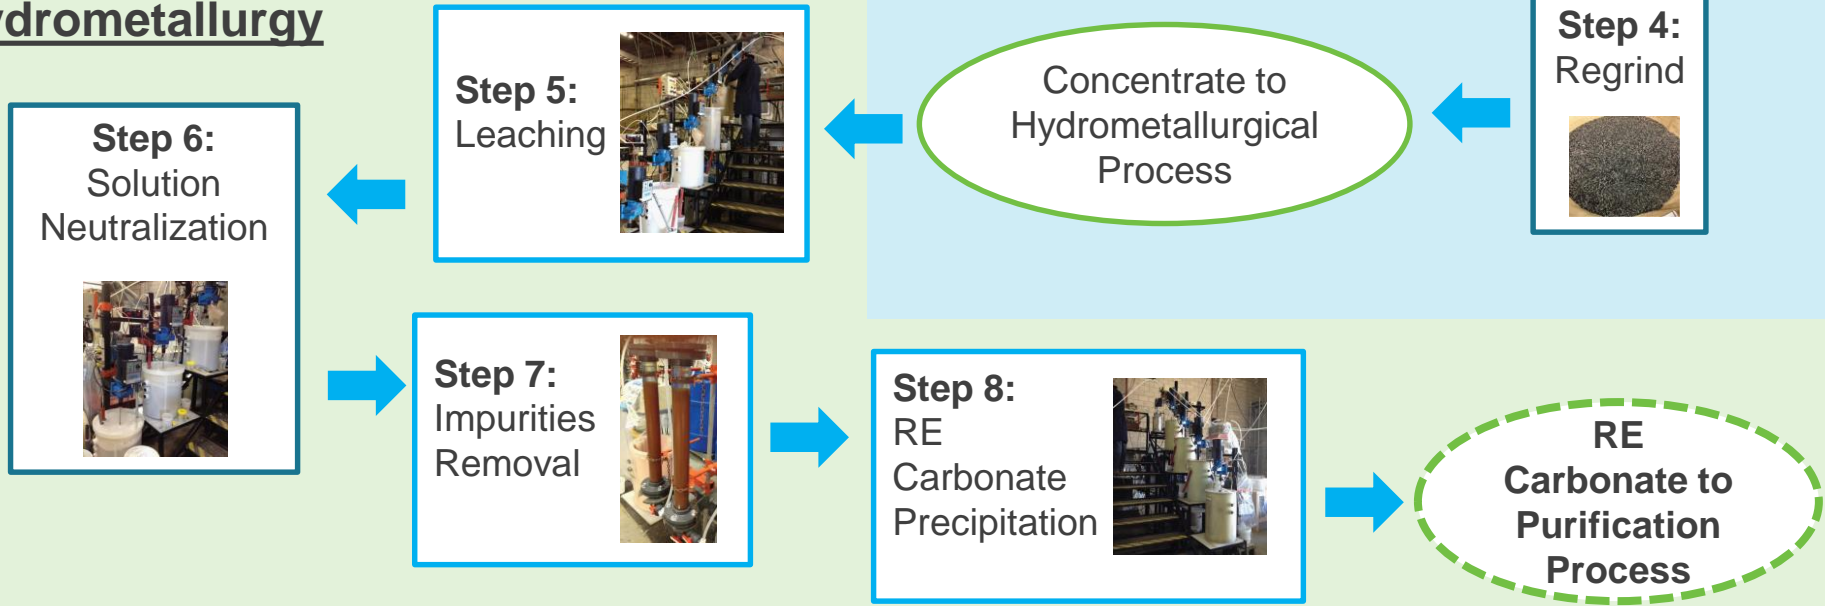 ydrometallurgy
Step 4:
Regrind
Concentrate to
Hydrometallurgical
Process
Step 5:
Leaching
Step 6:
Solution
Neutralization
Step 7:
Impurities
Removal
Step 8:
RE
Carbonate
Precipitation
RE
Carbonate to
Purification
Process